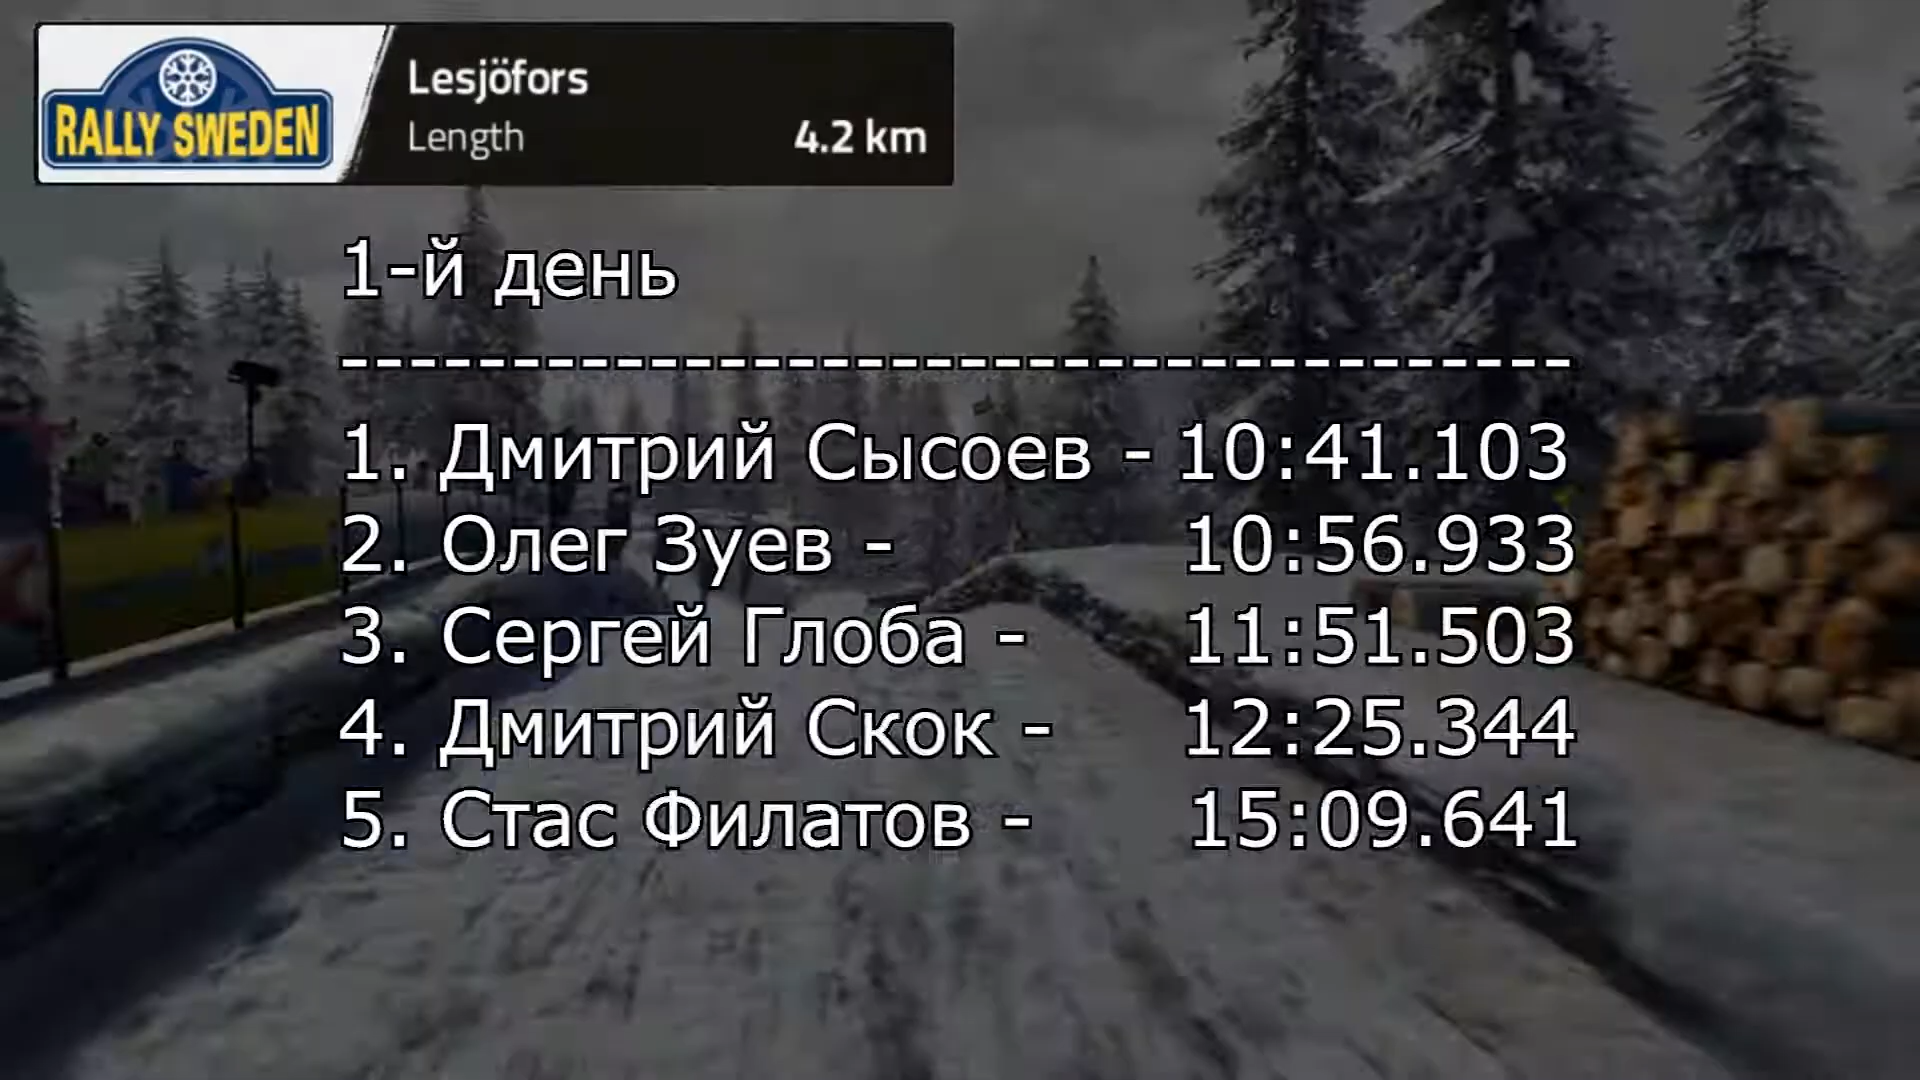 RALLY SWEDEN
Lesjöfors
Length 4.2 km
1-й день
------------------------------------
1. Дмитрий Сысоев - 10:41.103
2. Олег Зуев - 10:56.933
3. Сергей Глоба - 11:51.503
4. Дмитрий Скок - 12:25.344
5. Стас Филатов - 15:09.641